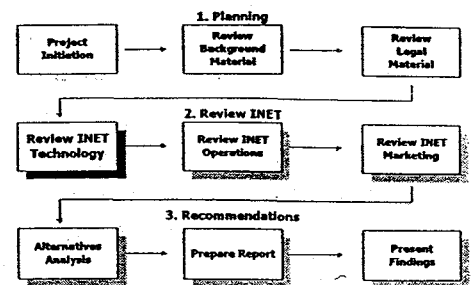 1. Planning
Project
Initiation
Review
Background
Material
Review
Legal
Material
2. Review INET
Review INET
Technology
Review INET
Operations
Review INET
Marketing
3. Recommendations
Alternatives
Analysis
Prepare Report
Present
Findings